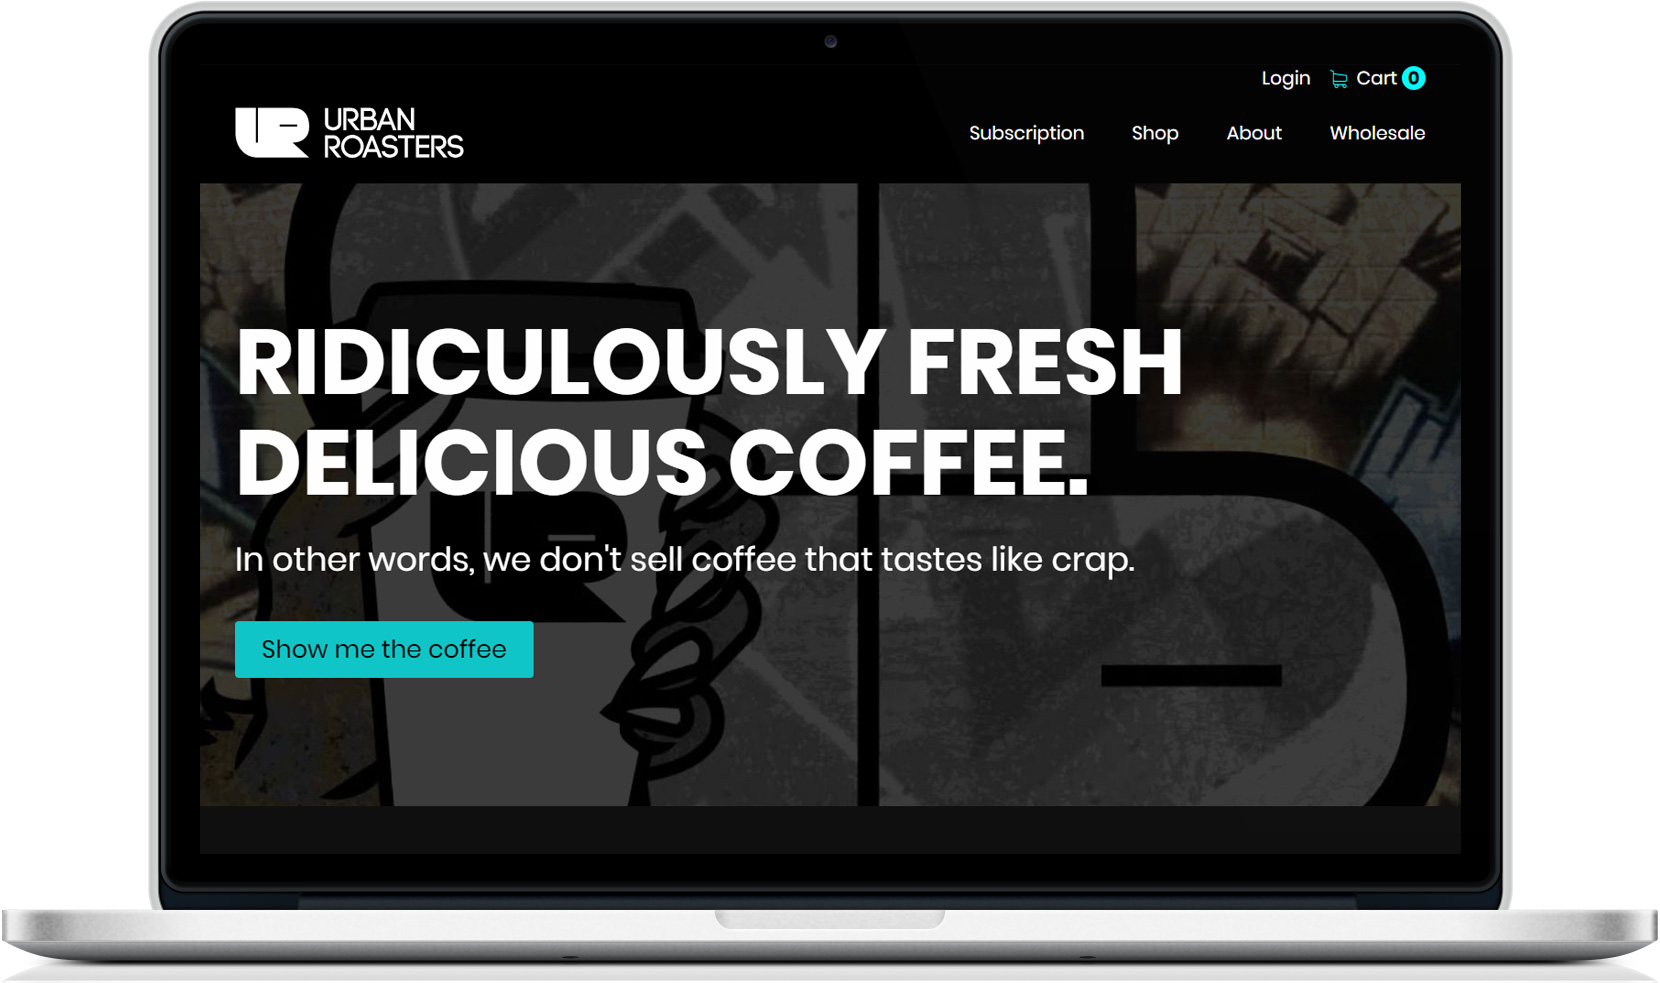 Login Cart 0
URBAN
ROASTERS
Subscription Shop About Wholesale
RIDICULOUSLY FRESH
DELICIOUS COFFEE.
In other words, we don't sell coffee that tastes like crap.
Show me the coffee